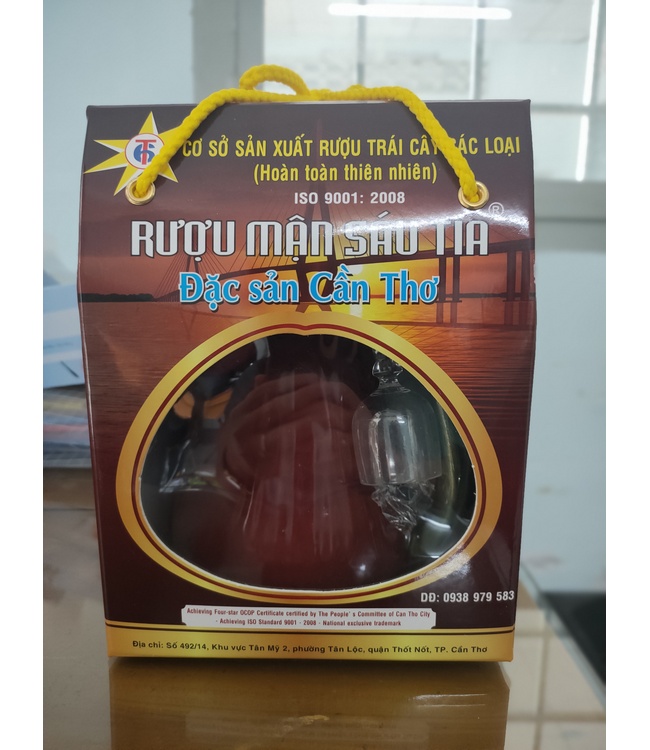 CƠ SỞ SẢN XUẤT RƯỢU TRÁI CÂY CÁC LOẠI
(Hoàn toàn thiên nhiên)
ISO 9001: 2008
RƯỢU MẬN SÁU TIA ®
Đặc sản Cần Thơ
DD: 0938 979 583
Achieving Four-star OCOP Certificate certified by The People's Committee of Can Tho City
- Achieving ISO Standard 9001 - 2008 - National exclusive trademark
Địa chỉ: Số 492/14, Khu vực Tân Mỹ 2, phường Tân Lộc, quận Thốt Nốt, TP. Cần Thơ